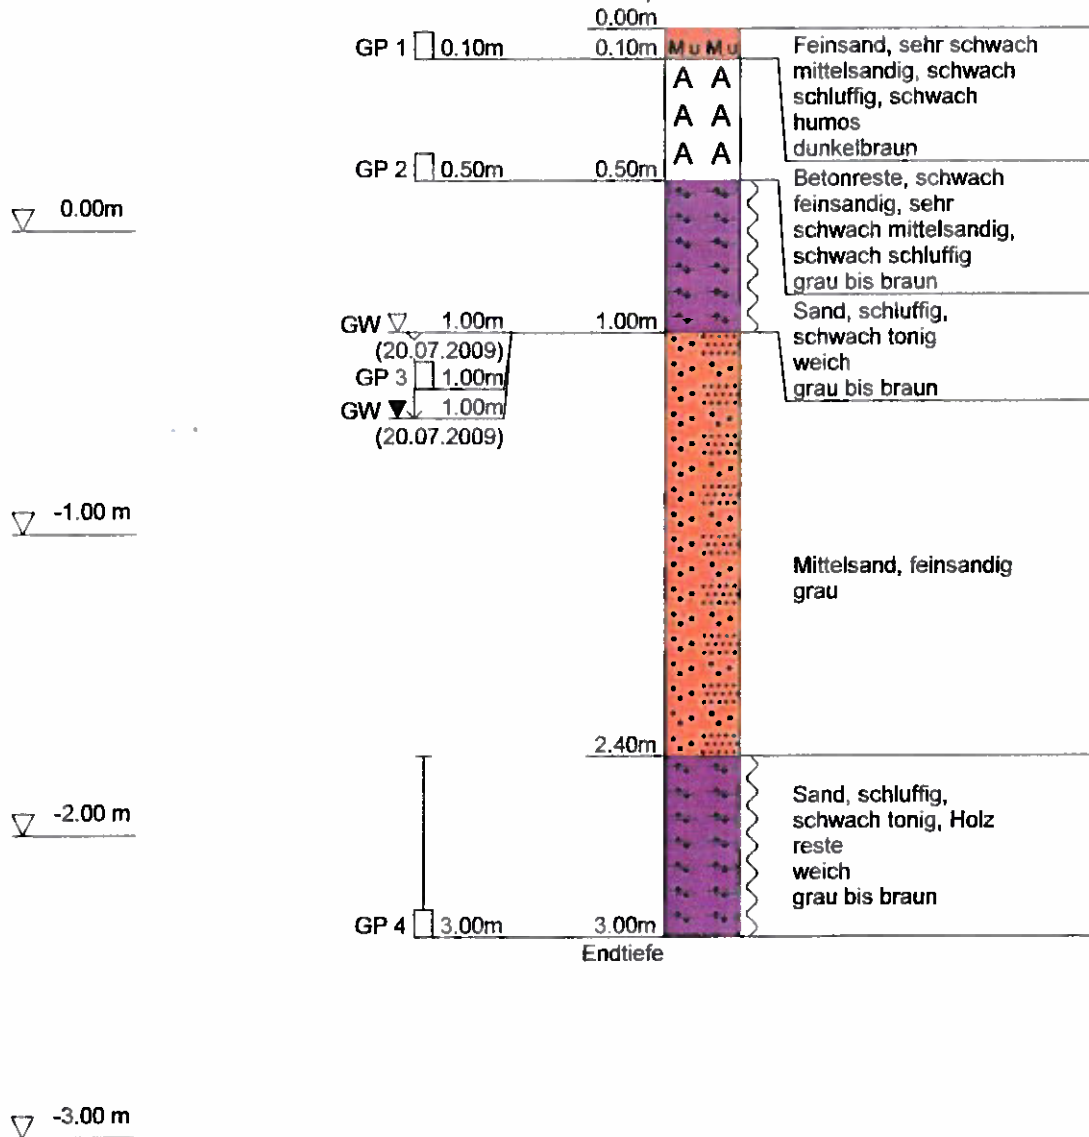 0.00m
GP 1 0.10m 0.10m Mu Mu
Feinsand, sehr schwach
mittelsandig, schwach
schluffig, schwach
humos
dunkelbraun
A A
A A
A A
GP 2 0.50m 0.50m
Betonreste, schwach
feinsandig, sehr
schwach mittelsandig,
schwach schluffig
grau bis braun
0.00m
GW 1.00m 1.00m
(20.07.2009)
GP 3 1.00m
GW 1.00m
(20.07.2009)
Sand, schluffig,
schwach tonig
weich
grau bis braun
-1.00 m
Mittelsand, feinsandig
grau
2.40m
-2.00 m
Sand, schluffig,
schwach tonig, Holz
reste
weich
grau bis braun
GP 4 3.00m 3.00m
Endtiefe
-3.00 m